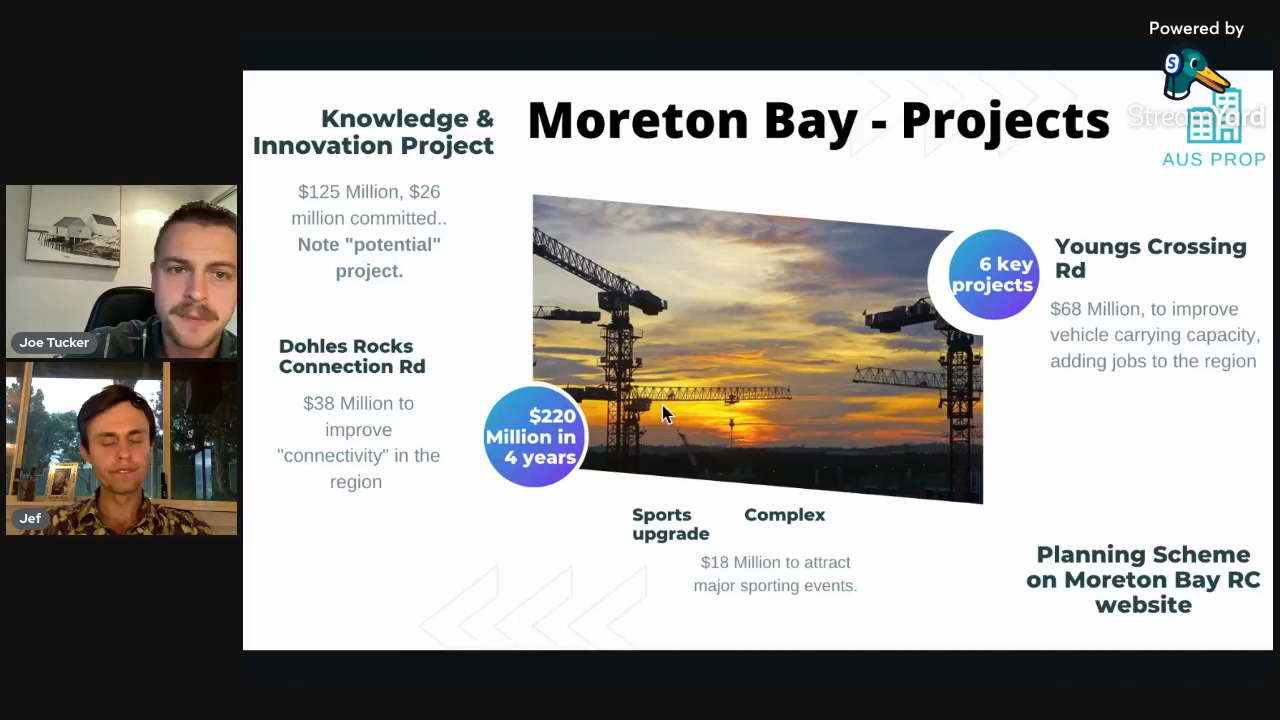 Powered by
StreamYard
AUS PROP
Moreton Bay - Projects
Knowledge &
Innovation Project
$125 Million, $26
million committed..
Note "potential"
project.
Dohles Rocks
Connection Rd
$38 Million to
improve
"connectivity" in the
region
$220
Million in
4 years
6 key
projects
Youngs Crossing
Rd
$68 Million, to improve
vehicle carrying capacity,
adding jobs to the region
Sports Complex
upgrade
$18 Million to attract
major sporting events.
Planning Scheme
on Moreton Bay RC
website
Joe Tucker
Jef